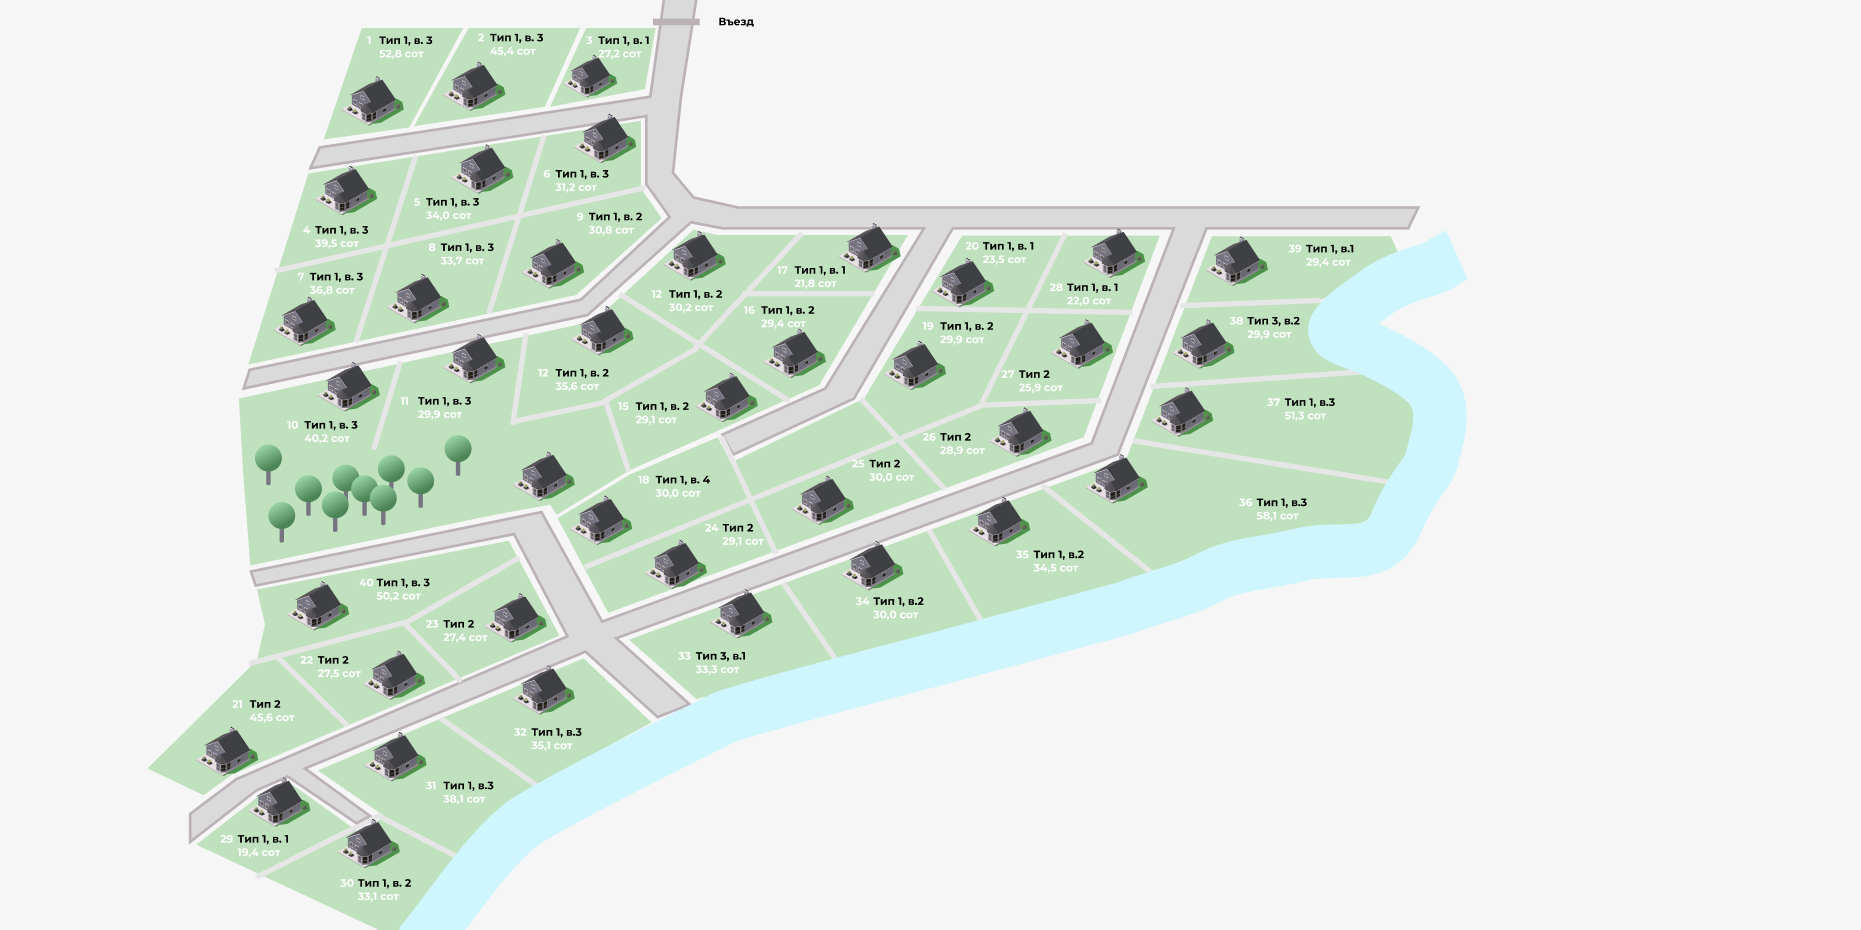 Въезд
1 Тип 1, в. 3
52,8 сот
2 Тип 1, в. 3
45,4 сот
3 Тип 1, в. 1
27,2 сот
4 Тип 1, в. 3
39,5 сот
5 Тип 1, в. 3
34,0 сот
6 Тип 1, в. 3
31,2 сот
7 Тип 1, в. 3
36,8 сот
8 Тип 1, в. 3
33,7 сот
9 Тип 1, в. 2
30,8 сот
10 Тип 1, в. 3
40,2 сот
11 Тип 1, в. 3
29,9 сот
12 Тип 1, в. 2
35,6 сот
12 Тип 1, в. 2
30,2 сот
15 Тип 1, в. 2
29,1 сот
16 Тип 1, в. 2
29,4 сот
17 Тип 1, в. 1
21,8 сот
18 Тип 1, в. 4
30,0 сот
19 Тип 1, в. 2
29,9 сот
20 Тип 1, в. 1
23,5 сот
28 Тип 1, в. 1
22,0 сот
27 Тип 2
25,9 сот
26 Тип 2
28,9 сот
25 Тип 2
30,0 сот
24 Тип 2
29,1 сот
39 Тип 1, в.1
29,4 сот
38 Тип 3, в.2
29,9 сот
37 Тип 1, в.3
51,3 сот
36 Тип 1, в.3
58,1 сот
35 Тип 1, в.2
34,5 сот
34 Тип 1, в.2
30,0 сот
33 Тип 3, в.1
33,3 сот
40 Тип 1, в. 3
50,2 сот
23 Тип 2
27,4 сот
22 Тип 2
27,5 сот
21 Тип 2
45,6 сот
32 Тип 1, в.3
35,1 сот
31 Тип 1, в.3
38,1 сот
29 Тип 1, в. 1
19,4 сот
30 Тип 1, в. 2
33,1 сот